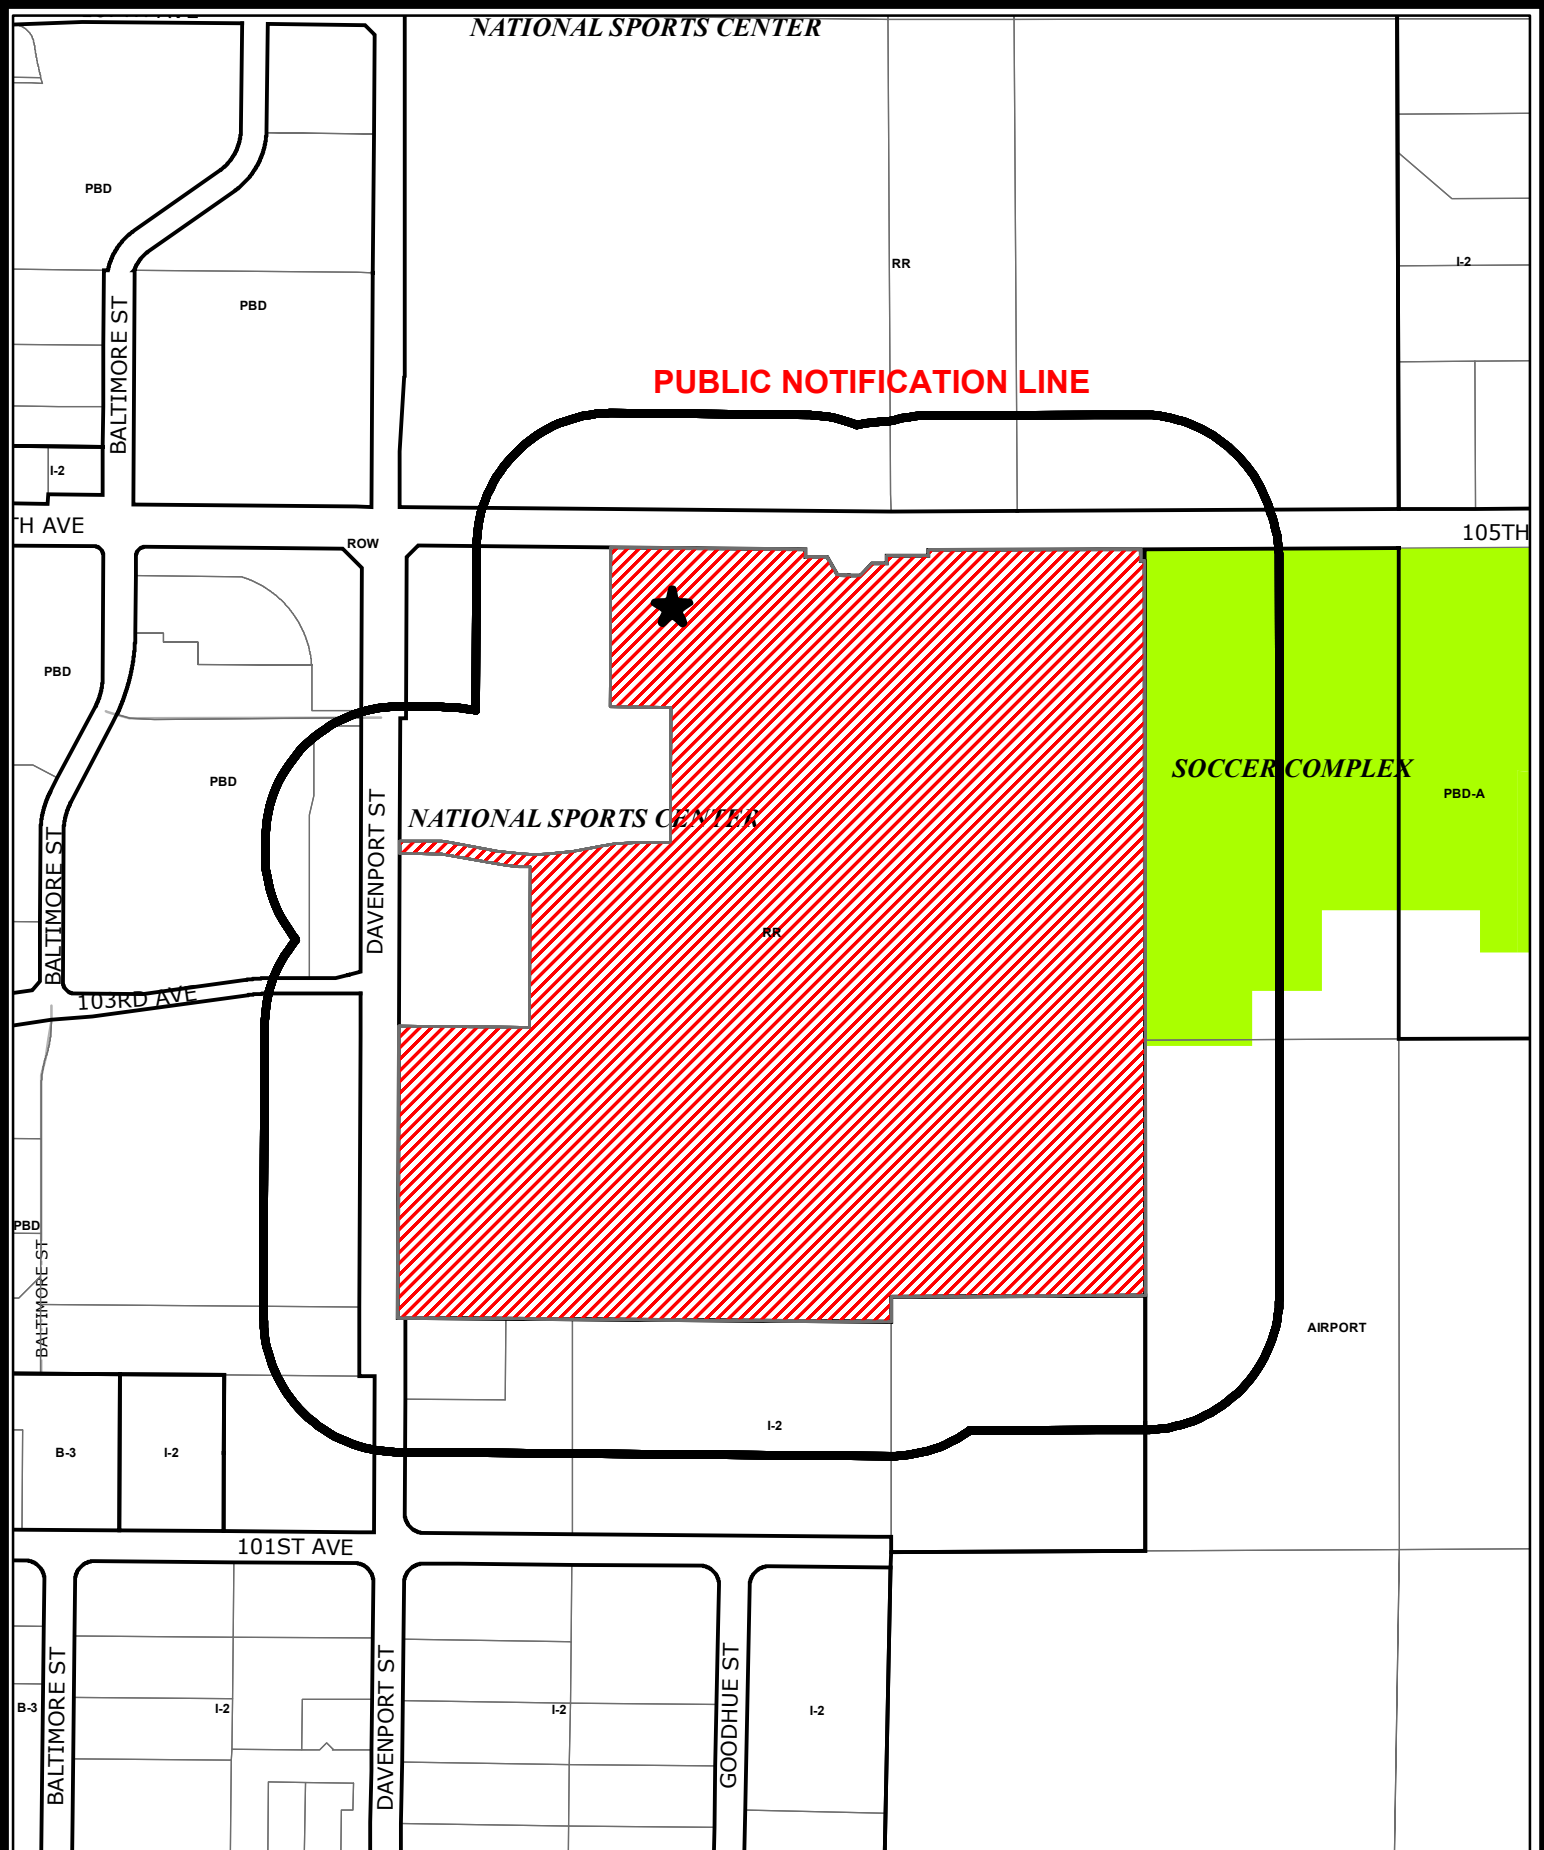 NATIONAL SPORTS CENTER
PBD
RR
I-2
PBD
BALTIMORE ST
PUBLIC NOTIFICATION LINE
I-2
TH AVE
105TH
ROW
PBD
SOCCER COMPLEX
PBD
PBD-A
NATIONAL SPORTS CENTER
DAVENPORT ST
BALTIMORE ST
RR
103RD AVE
PBD
BALTIMORE ST
AIRPORT
I-2
B-3
I-2
101ST AVE
BALTIMORE ST
DAVENPORT ST
GOODHUE ST
B-3
I-2
I-2
I-2